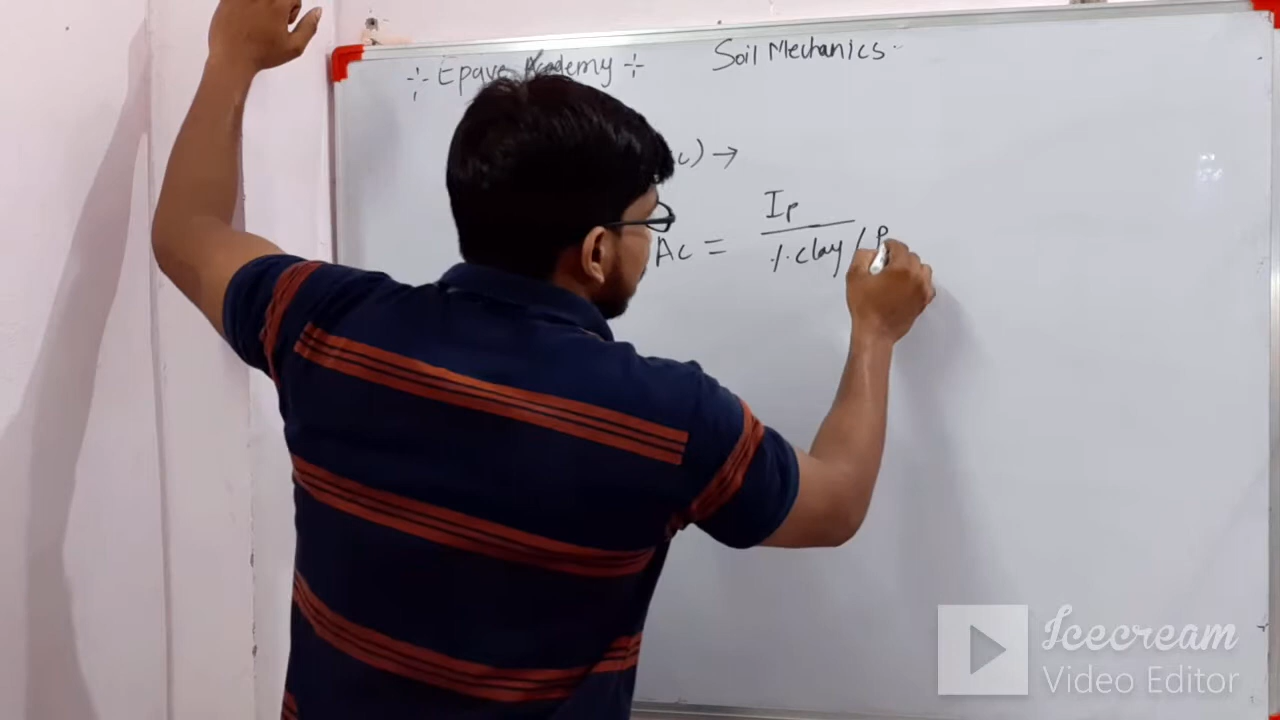 Epave Academy
Soil Mechanics
c) →
Ip
Ac =
% clay /
Icecream
Video Editor